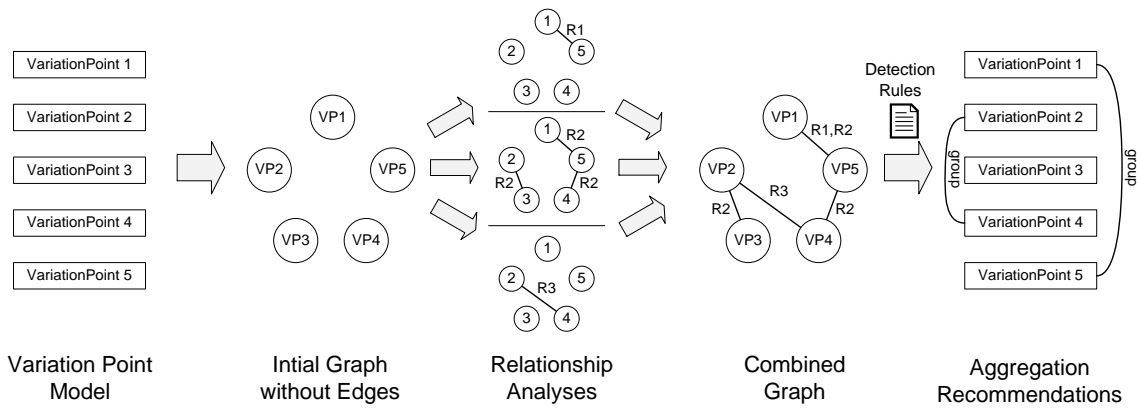 VariationPoint 1
VariationPoint 2
VariationPoint 3
VariationPoint 4
VariationPoint 5
Variation Point
Model
VP1
VP2
VP5
VP3
VP4
Intial Graph
without Edges
1
R1
2
5
3
4
1
R2
2
5
R2
R2
3
4
1
2
5
R3
3
4
Relationship
Analyses
VP1
R1,R2
VP2
VP5
R3
R2
R2
VP3
VP4
Combined
Graph
Detection
Rules
VariationPoint 1
VariationPoint 2
VariationPoint 3
VariationPoint 4
VariationPoint 5
group
group
Aggregation
Recommendations